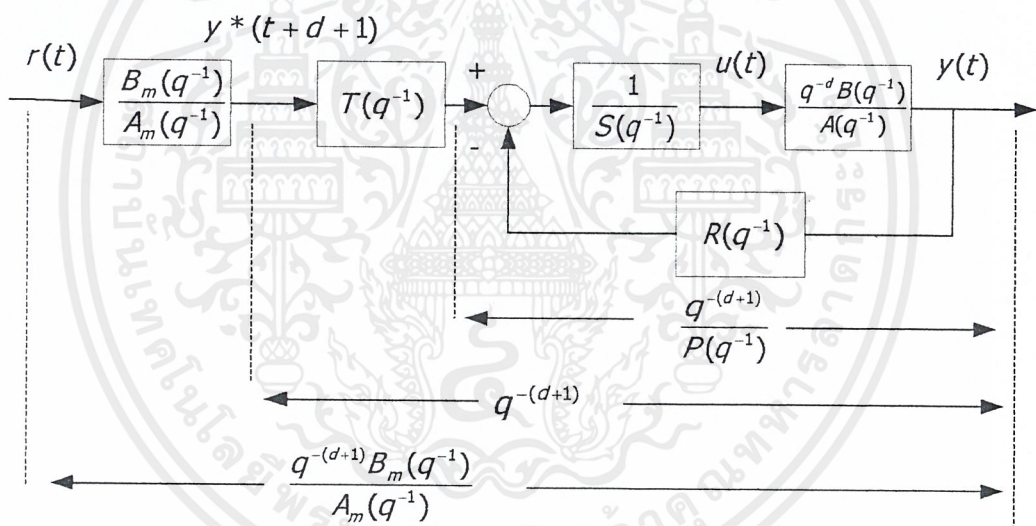 y * (t + d + 1)
r(t)
B_m(q^{-1})
A_m(q^{-1})
T(q^{-1})
+
-
1
S(q^{-1})
u(t)
q^{-d} B(q^{-1})
A(q^{-1})
y(t)
R(q^{-1})
q^{-(d+1)}
P(q^{-1})
q^{-(d+1)}
q^{-(d+1)} B_m(q^{-1})
A_m(q^{-1})